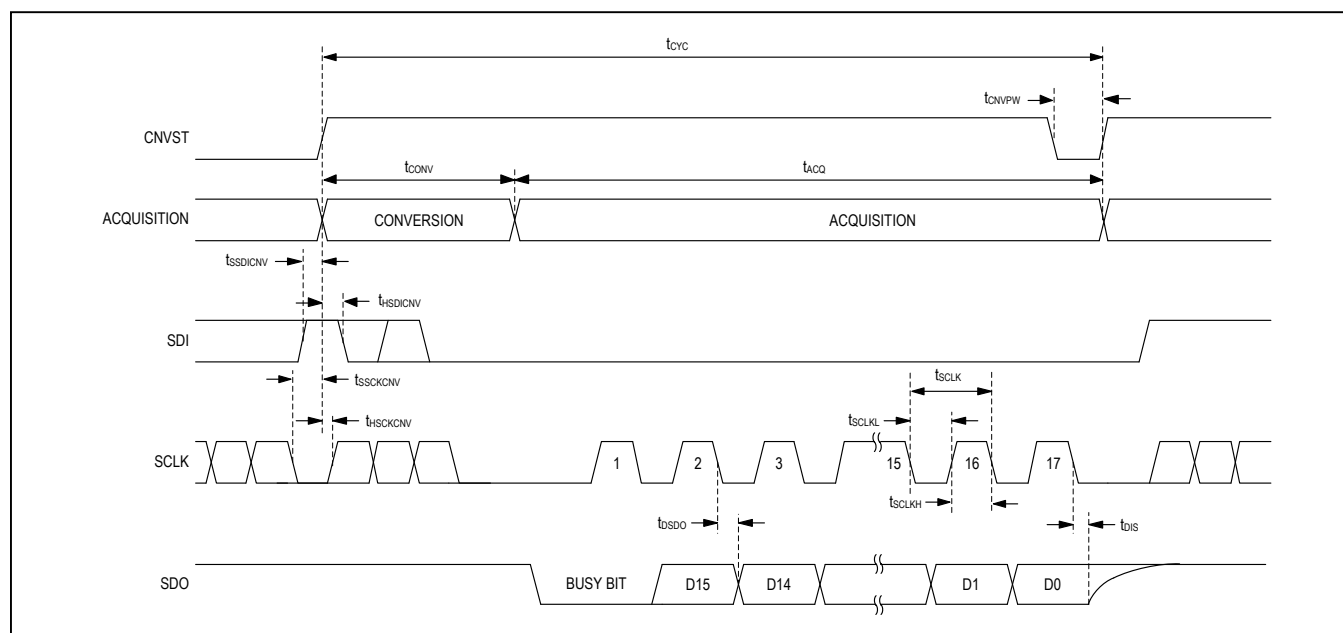 tCYC
tCNVPW
CNVST
tCONV
tACQ
ACQUISITION
CONVERSION
ACQUISITION
tSSDICNV
tHSDICNV
SDI
tSSCKCNV
tSCLK
tHSCKCNV
tSCLKL
SCLK
1
2
3
15
16
17
tSCLKH
tDSDO
tDIS
SDO
BUSY BIT
D15
D14
D1
D0